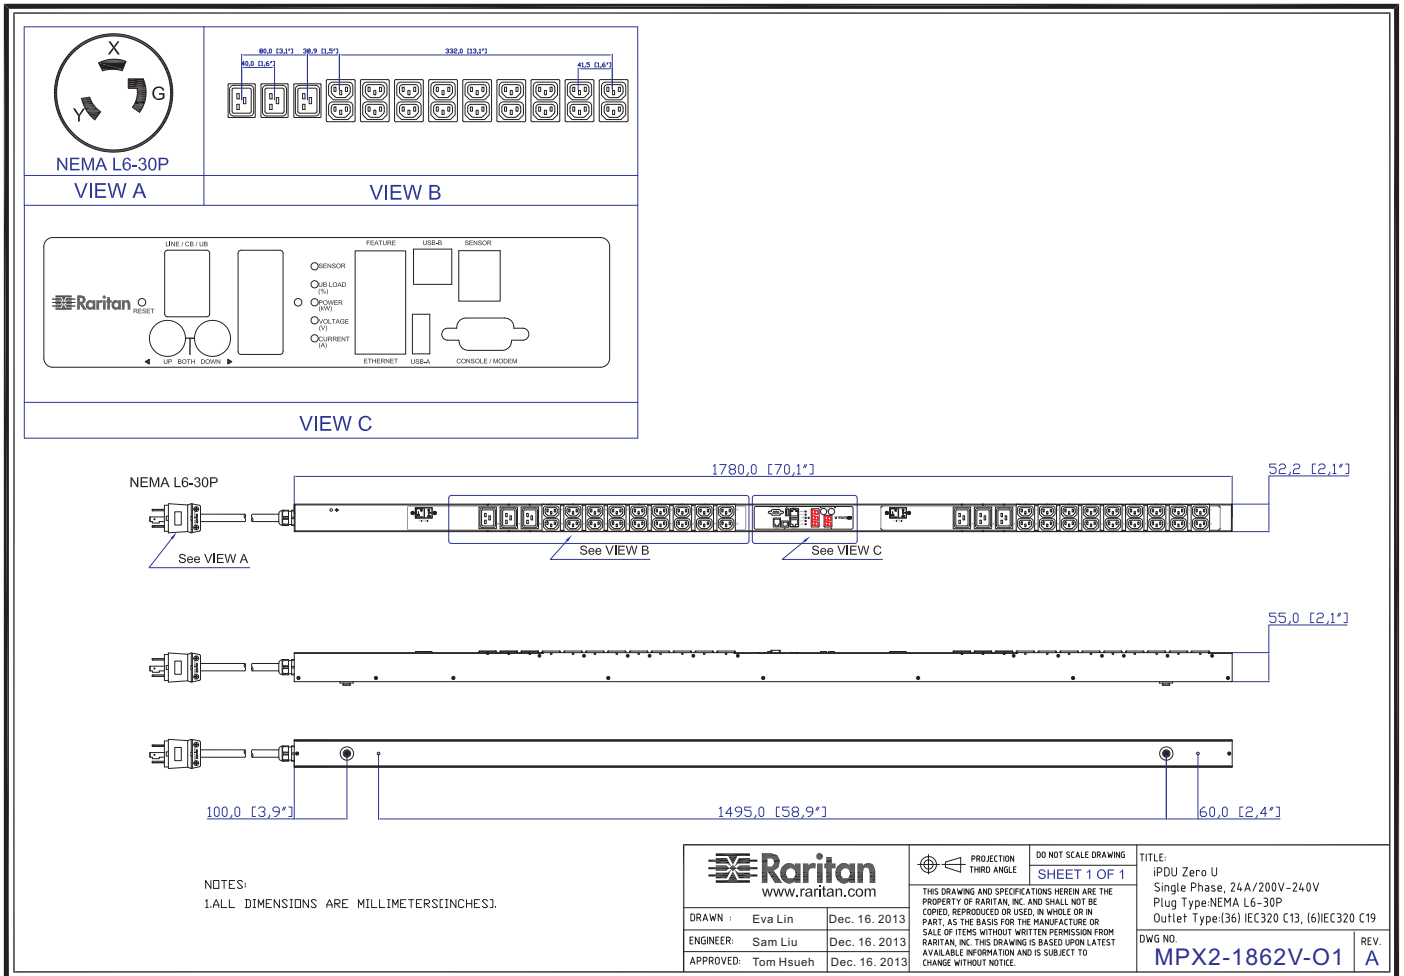 X
G
Y
NEMA L6-30P
VIEW A
80,0 [3,1"]
38,9 [1,5"]
332,0 [13,1"]
40,0 [1,6"]
41,5 [1,6"]
VIEW B
LINE / CB / UB
FEATURE
USB-B
SENSOR
SENSOR
UB LOAD
(%)
Raritan
RESET
POWER
(kW)
VOLTAGE
(V)
CURRENT
(A)
UP BOTH DOWN
ETHERNET
USB-A
CONSOLE / MODEM
VIEW C
NEMA L6-30P
1780,0 [70,1"]
52,2 [2,1"]
See VIEW A
See VIEW B
See VIEW C
55,0 [2,1"]
100,0 [3,9"]
1495,0 [58,9"]
60,0 [2,4"]
NOTES:
1.ALL DIMENSIONS ARE MILLIMETERS[INCHES].
Raritan
www.raritan.com
PROJECTION
THIRD ANGLE
DO NOT SCALE DRAWING
SHEET 1 OF 1
THIS DRAWING AND SPECIFICATIONS HEREIN ARE THE
PROPERTY OF RARITAN, INC. AND SHALL NOT BE
COPIED, REPRODUCED OR USED, IN WHOLE OR IN
PART, AS THE BASIS FOR THE MANUFACTURE OR
SALE OF ITEMS WITHOUT WRITTEN PERMISSION FROM
RARITAN, INC. THIS DRAWING IS BASED UPON LATEST
AVAILABLE INFORMATION AND IS SUBJECT TO
CHANGE WITHOUT NOTICE.
DRAWN : Eva Lin Dec. 16. 2013
ENGINEER: Sam Liu Dec. 16. 2013
APPROVED: Tom Hsueh Dec. 16. 2013
TITLE:
iPDU Zero U
Single Phase, 24A/200V-240V
Plug Type:NEMA L6-30P
Outlet Type:(36) IEC320 C13, (6)IEC320 C19
DWG NO.
MPX2-1862V-O1
REV.
A